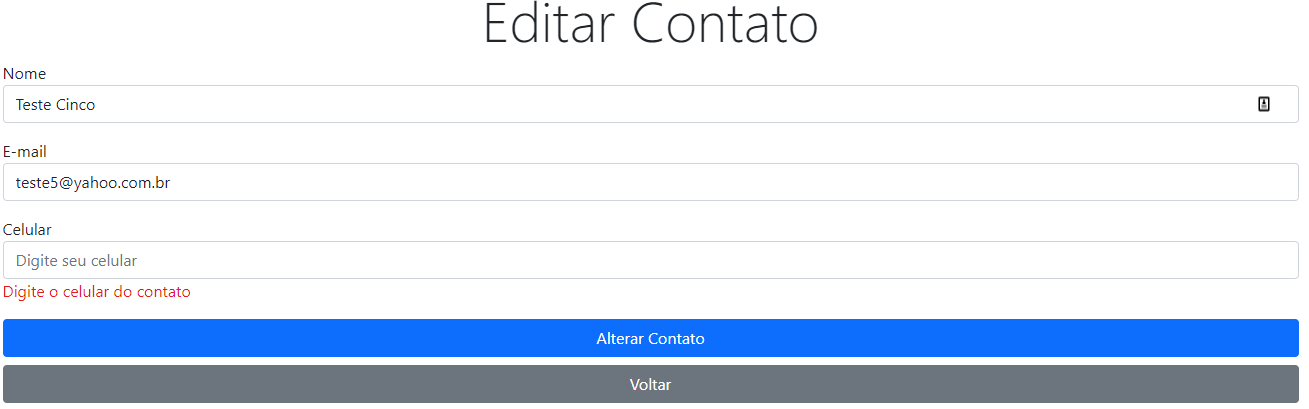 Editar Contato
Nome
Teste Cinco
E-mail
teste5@yahoo.com.br
Celular
Digite seu celular
Digite o celular do contato
Alterar Contato
Voltar